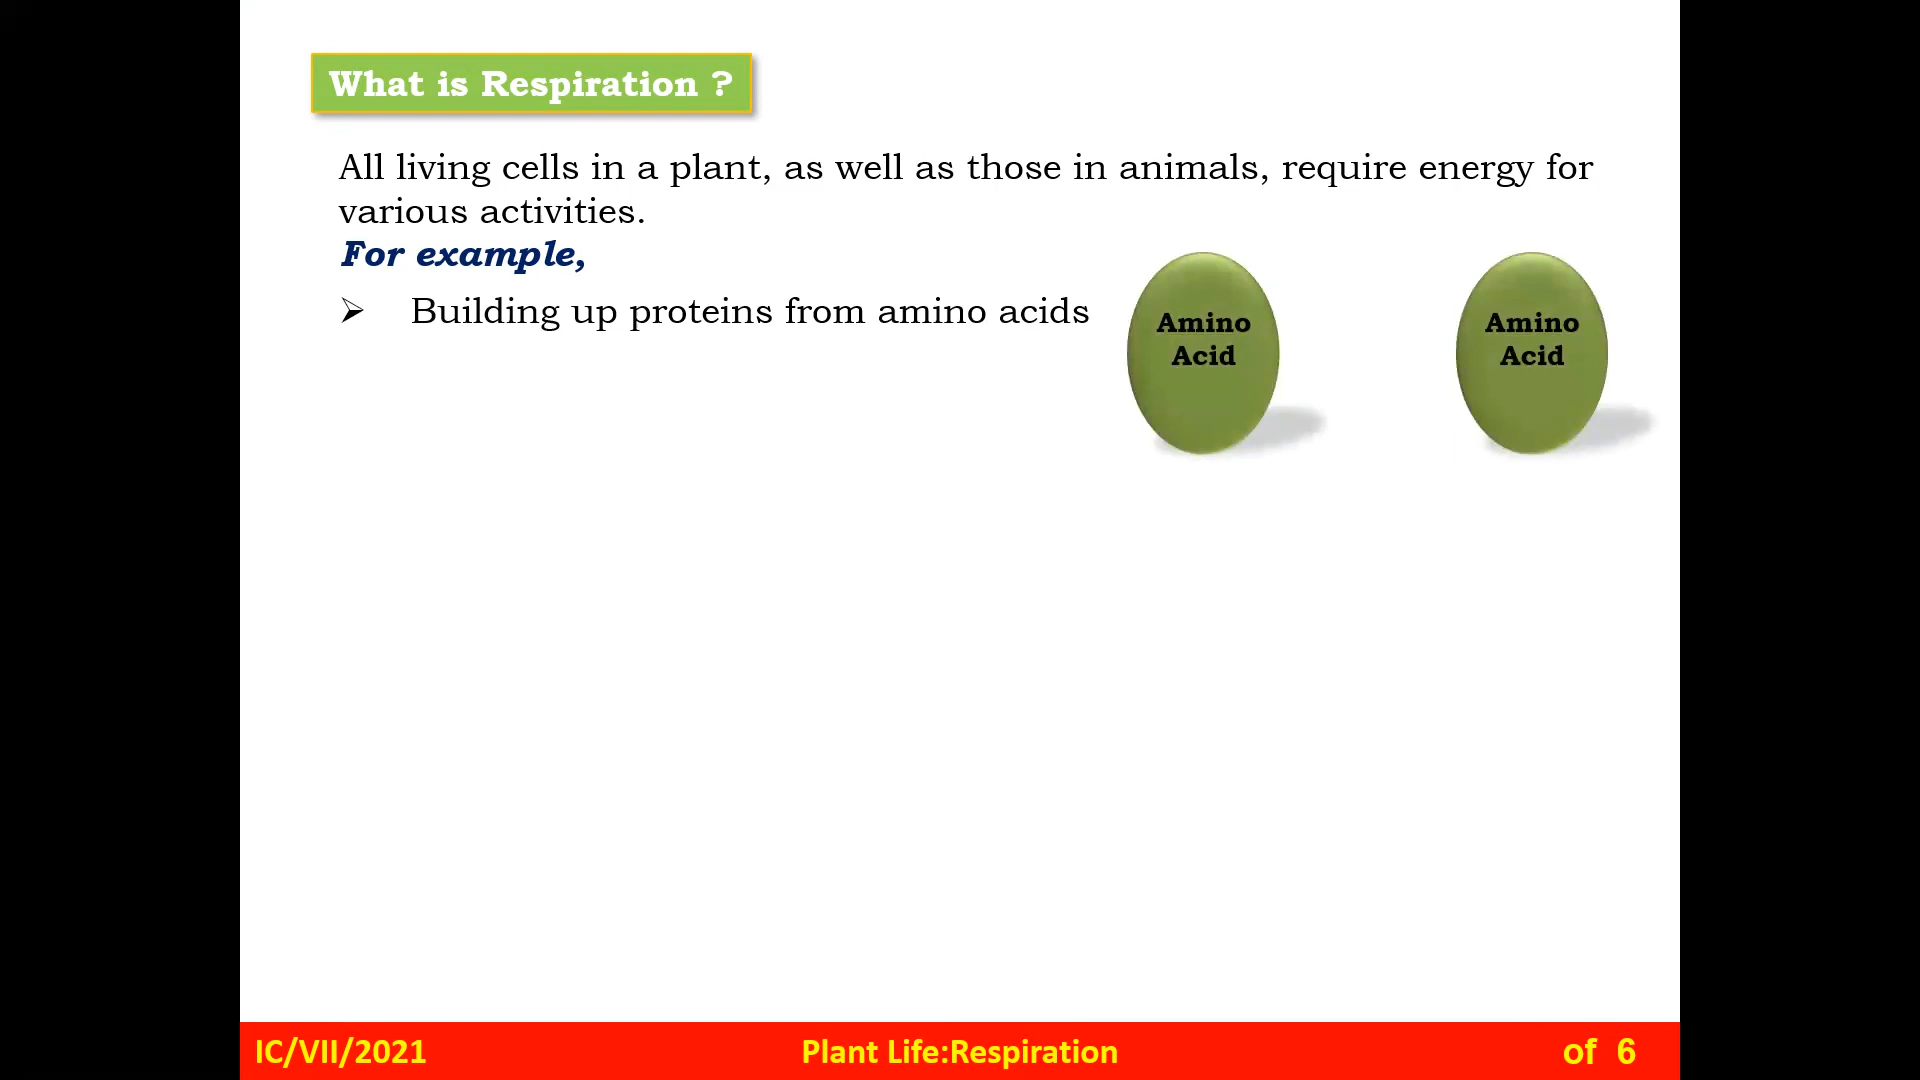 What is Respiration ?
All living cells in a plant, as well as those in animals, require energy for
various activities.
For example,
➢ Building up proteins from amino acids
Amino
Acid
Amino
Acid
IC/VII/2021
Plant Life:Respiration
of 6